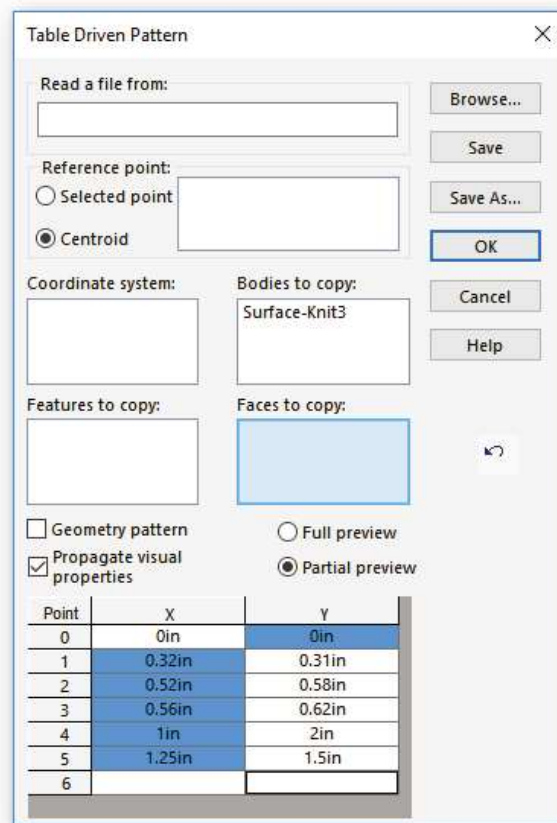 Table Driven Pattern
Read a file from:
Browse...
Save
Reference point:
Selected point
Save As...
Centroid
OK
Coordinate system:
Bodies to copy:
Cancel
Surface-Knit3
Help
Features to copy:
Faces to copy:
Geometry pattern
Full preview
Propagate visual
properties
Partial preview
Point X Y
0 0in 0in
1 0.32in 0.31in
2 0.52in 0.58in
3 0.56in 0.62in
4 1in 2in
5 1.25in 1.5in
6